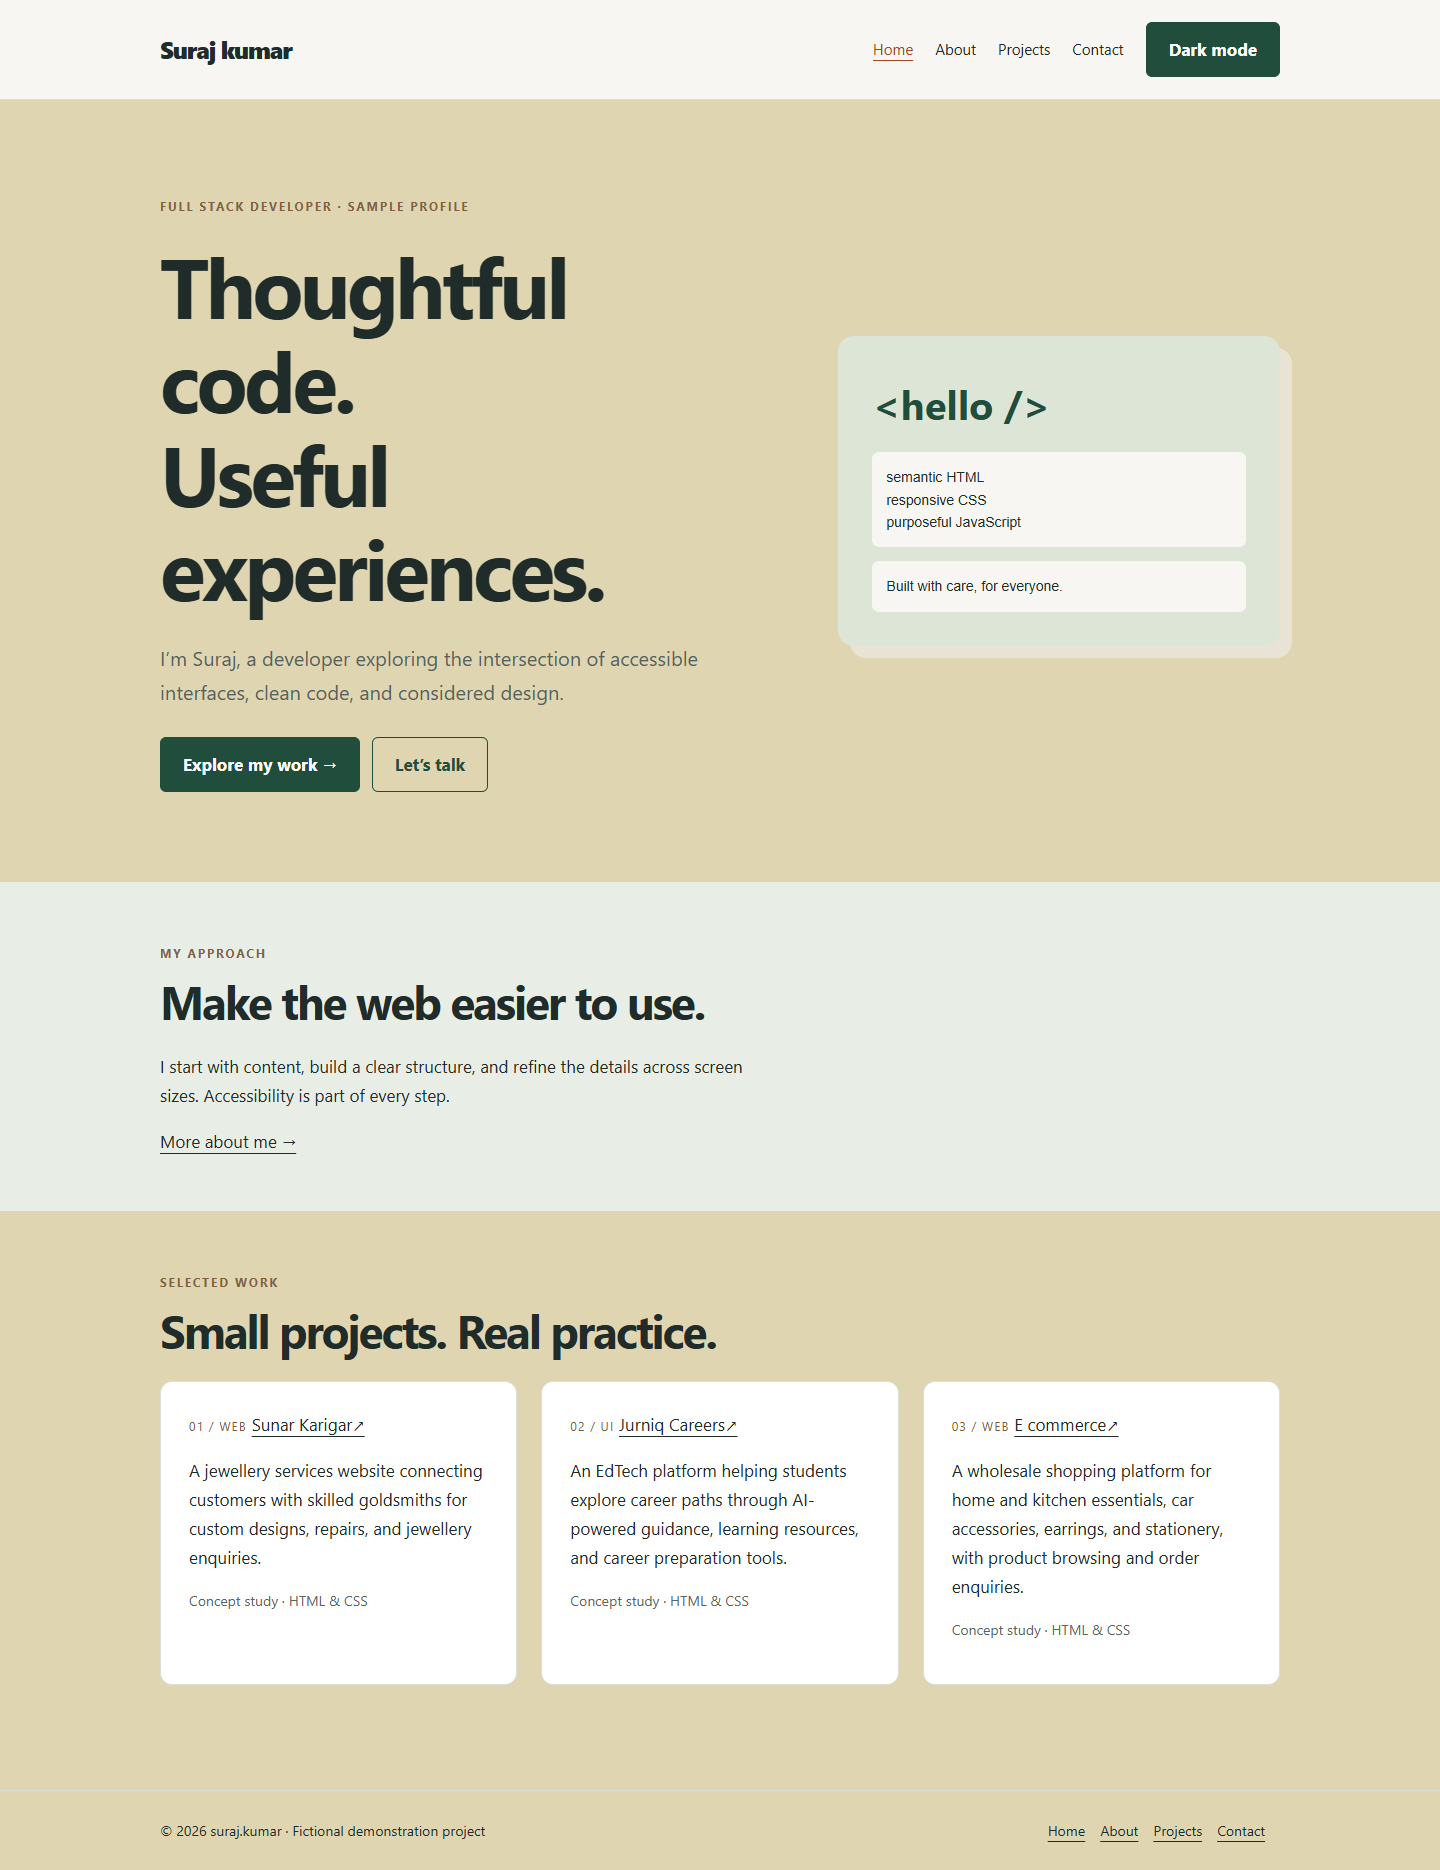 Suraj kumar
Home About Projects Contact Dark mode
FULL STACK DEVELOPER · SAMPLE PROFILE
Thoughtful
code.
Useful
experiences.
I’m Suraj, a developer exploring the intersection of accessible
interfaces, clean code, and considered design.
Explore my work → Let’s talk
<hello />
semantic HTML
responsive CSS
purposeful JavaScript
Built with care, for everyone.
MY APPROACH
Make the web easier to use.
I start with content, build a clear structure, and refine the details across screen
sizes. Accessibility is part of every step.
More about me →
SELECTED WORK
Small projects. Real practice.
01 / WEB Sunar Karigar↗
A jewellery services website connecting
customers with skilled goldsmiths for
custom designs, repairs, and jewellery
enquiries.
Concept study · HTML & CSS
02 / UI Jurniq Careers↗
An EdTech platform helping students
explore career paths through AI-
powered guidance, learning resources,
and career preparation tools.
Concept study · HTML & CSS
03 / WEB E commerce↗
A wholesale shopping platform for
home and kitchen essentials, car
accessories, earrings, and stationery,
with product browsing and order
enquiries.
Concept study · HTML & CSS
© 2026 suraj.kumar · Fictional demonstration project
Home About Projects Contact